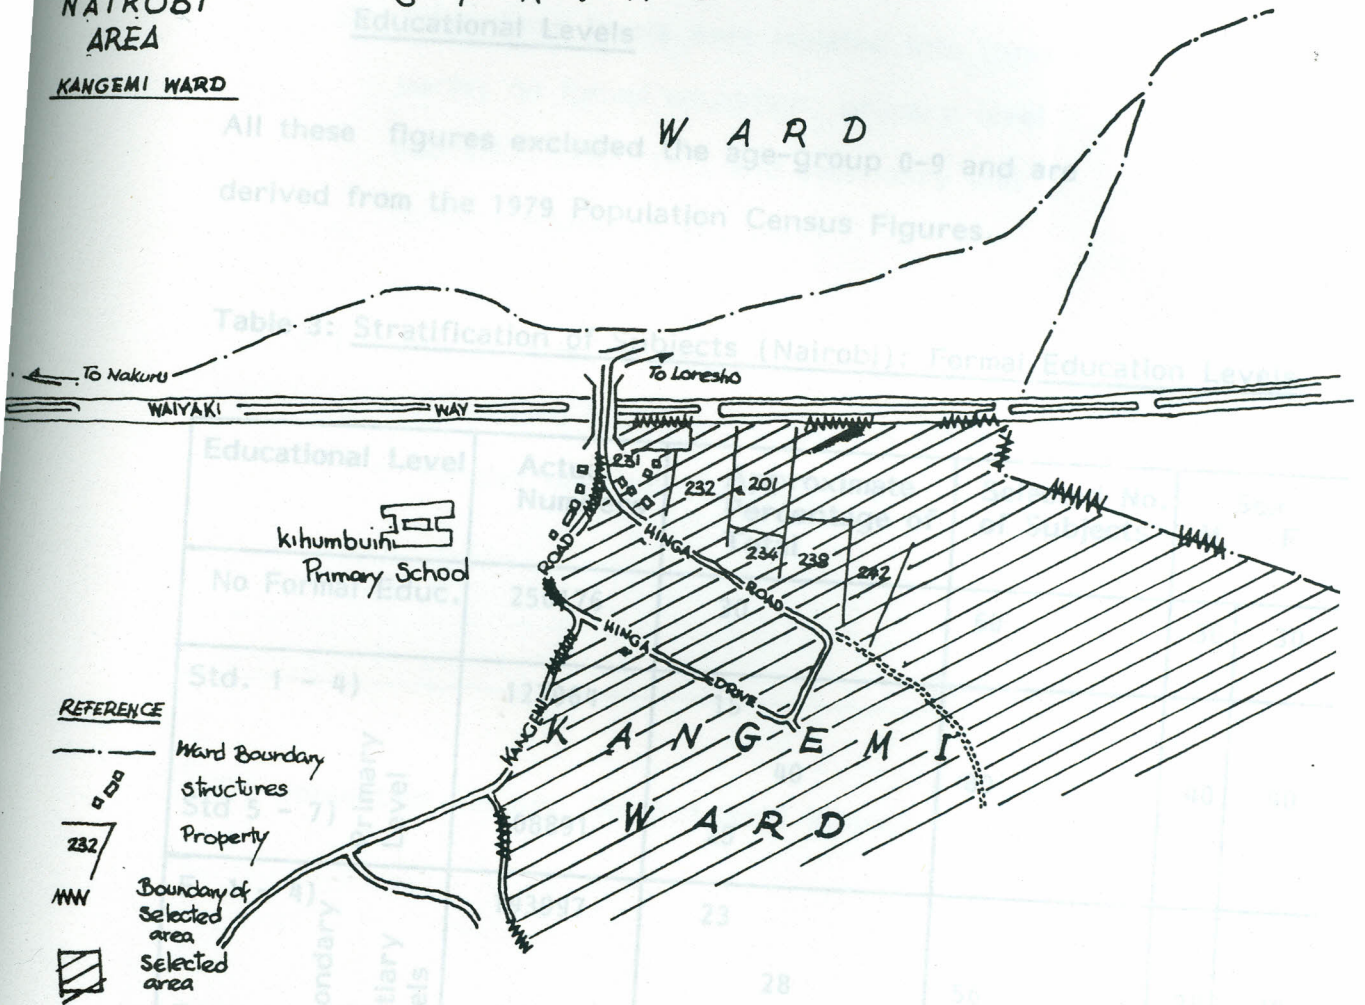 NAIROBI
AREA
KANGEMI WARD
Educational Levels
All these figures excluded the age-group 0-9 and are
derived from the 1979 Population Census Figures
W A R D
Table 3: Stratification of Subjects (Nairobi): Formal Education Levels
To Nakuru
To Loresho
WAIYAKI WAY
Educational Level
231
232
201
234
238
242
Kihumbuini
Primary School
ROAD
HINGA ROAD
No Formal Educ.
HINGA DRIVE
Std. 1 - 4)
KANGEMI
K A N G E M I
WARD
Std 5 - 7)
Primary
Level
40
40
23
28
REFERENCE
Ward Boundary
structures
232
Property
Boundary of
Selected
area
Selected
area